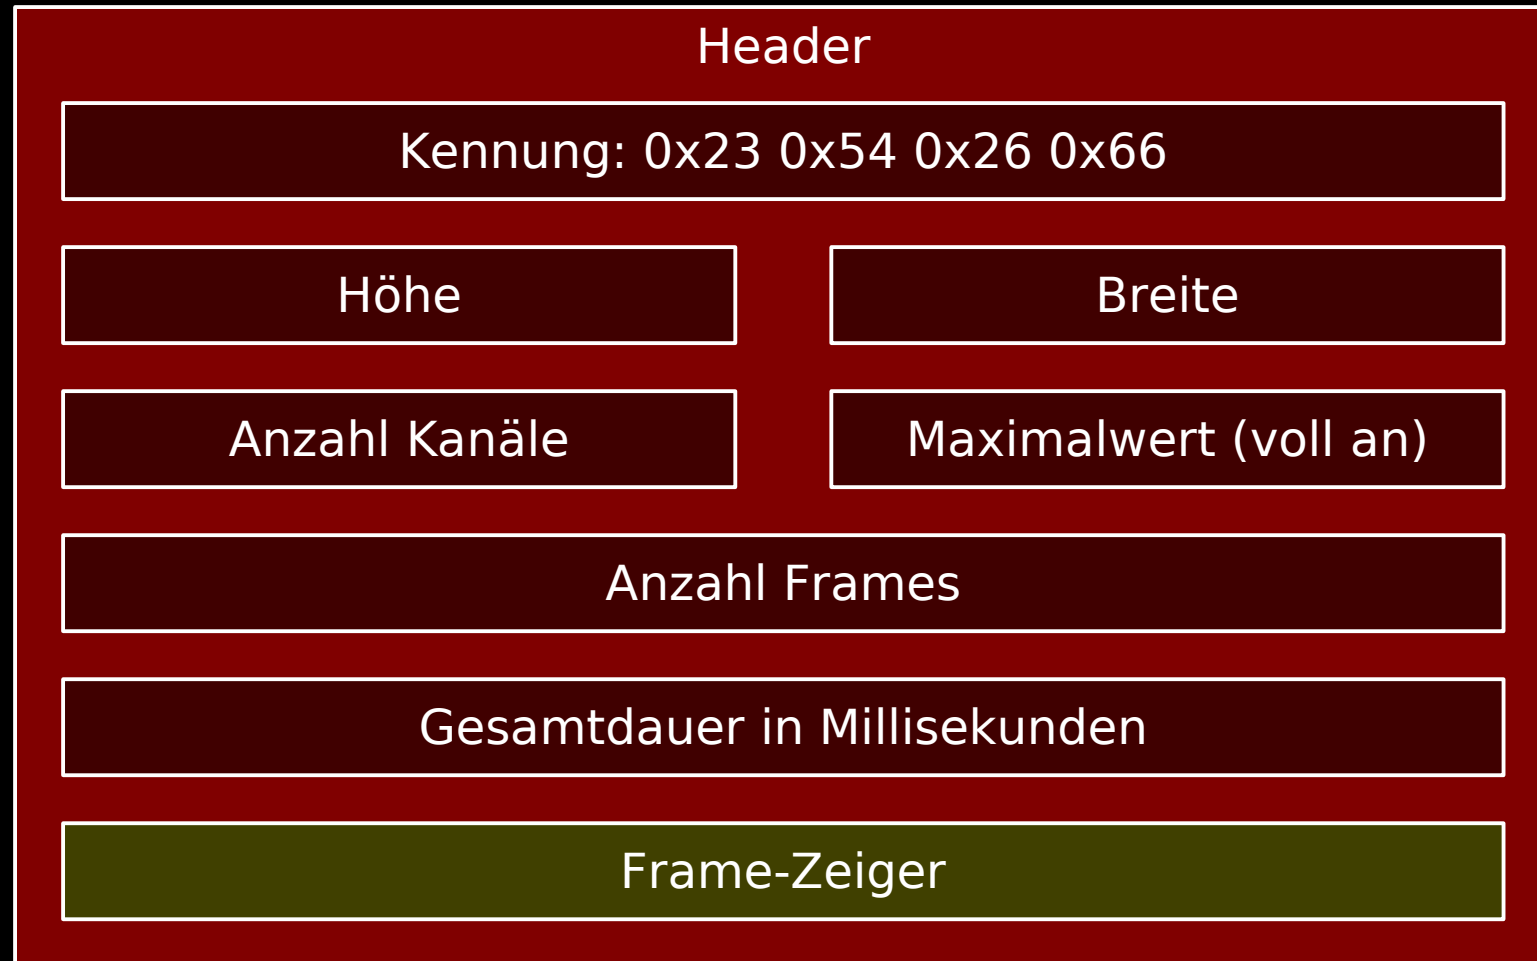 Header
Kennung: 0x23 0x54 0x26 0x66
Höhe
Breite
Anzahl Kanäle
Maximalwert (voll an)
Anzahl Frames
Gesamtdauer in Millisekunden
Frame-Zeiger